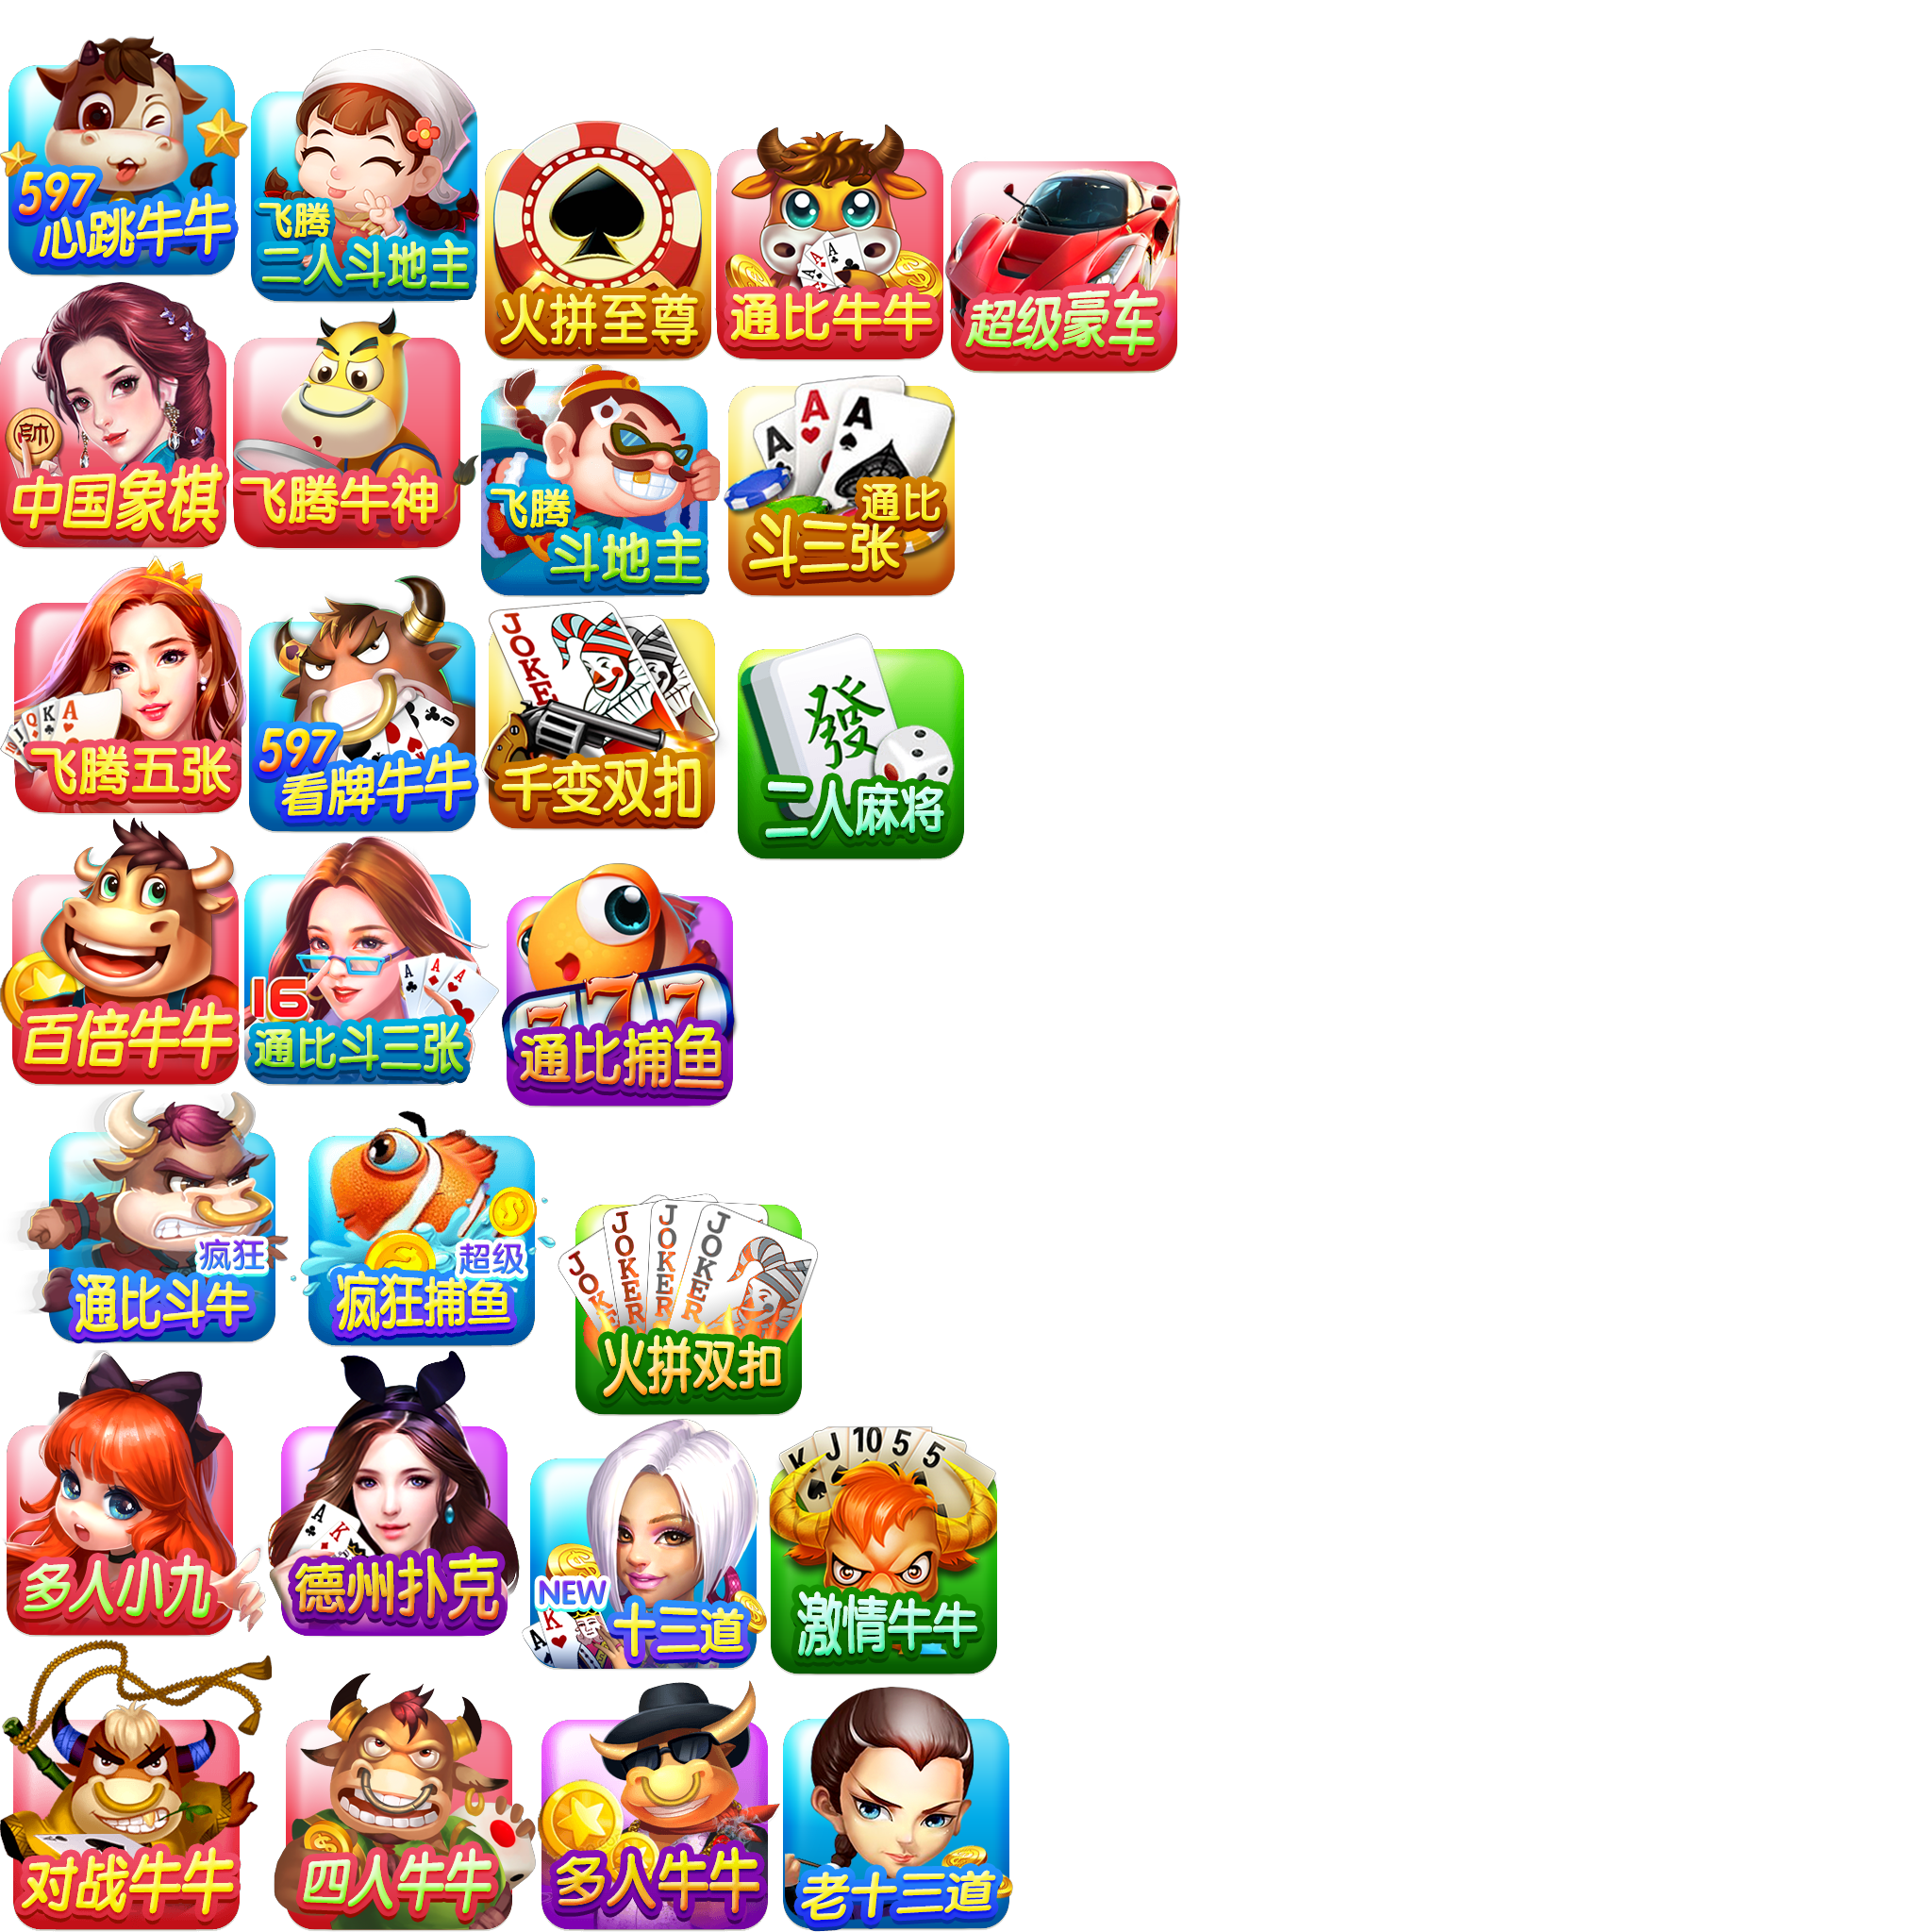 597
心跳牛牛
飞腾
二人斗地主
火拼至尊
A
A
A
通比牛牛
超级豪车
帥
中国象棋
飞腾牛神
飞腾
斗地主
A
A
A
通比
斗三张
J
Q
K
A
飞腾五张
597
看牌牛牛
JOKE
千变双扣
發
二人麻将
百倍牛牛
16
A
A
A
通比斗三张
777
通比捕鱼
疯狂
通比斗牛
超级
疯狂捕鱼
JOKE
JOKER
JOKER
JOKER
火拼双扣
多人小九
A
K
德州扑克
NEW
A
K
十三道
K
J
10
5
5
激情牛牛
对战牛牛
四人牛牛
多人牛牛
老十三道